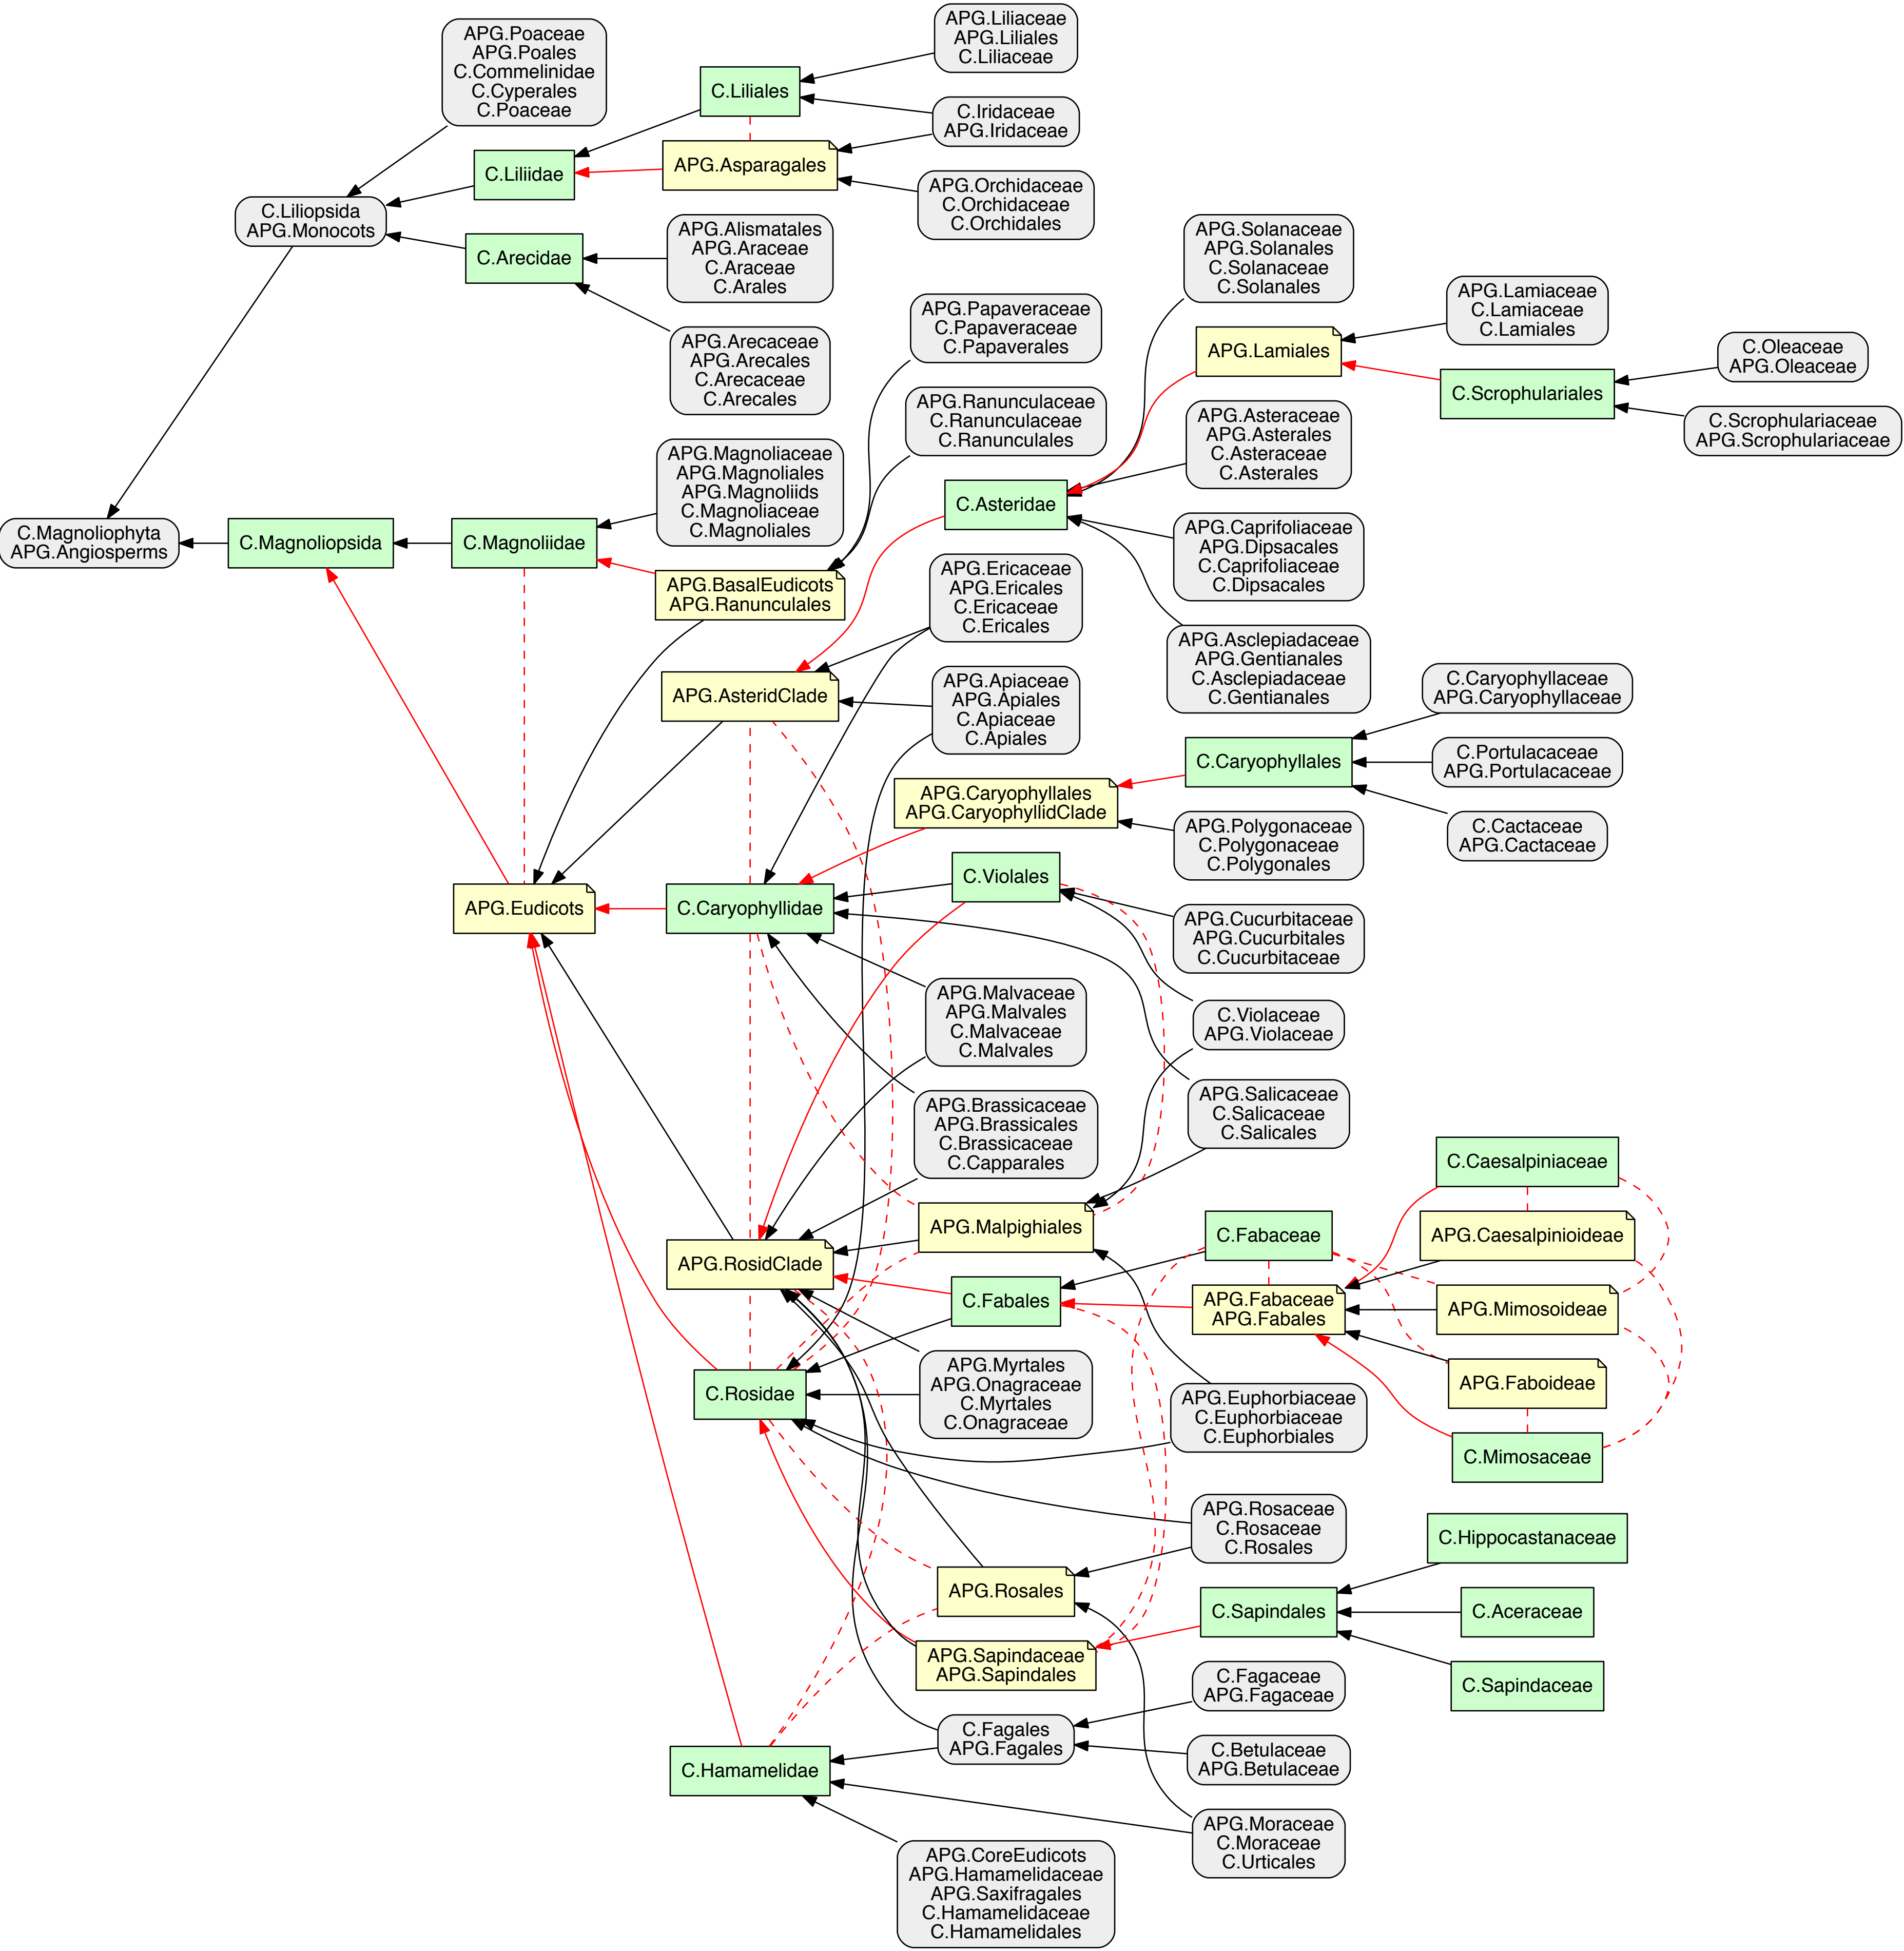 APG.Poaceae
APG.Poales
C.Commelinidae
C.Cyperales
C.Poaceae
C.Liliales
APG.Liliaceae
APG.Liliales
C.Liliaceae
C.Iridaceae
APG.Iridaceae
C.Liliidae
APG.Asparagales
APG.Orchidaceae
C.Orchidaceae
C.Orchidales
C.Liliopsida
APG.Monocots
C.Arecidae
APG.Alismatales
APG.Araceae
C.Araceae
C.Arales
APG.Arecaceae
APG.Arecales
C.Arecaceae
C.Arecales
APG.Papaveraceae
C.Papaveraceae
C.Papaverales
APG.Ranunculaceae
C.Ranunculaceae
C.Ranunculales
APG.Solanaceae
APG.Solanales
C.Solanaceae
C.Solanales
APG.Lamiales
APG.Lamiaceae
C.Lamiaceae
C.Lamiales
C.Scrophulariales
C.Oleaceae
APG.Oleaceae
C.Scrophulariaceae
APG.Scrophulariaceae
APG.Asteraceae
APG.Asterales
C.Asteraceae
C.Asterales
C.Asteridae
APG.Magnoliaceae
APG.Magnoliales
APG.Magnoliids
C.Magnoliaceae
C.Magnoliales
C.Magnoliophyta
APG.Angiosperms
C.Magnoliopsida
C.Magnoliidae
APG.BasalEudicots
APG.Ranunculales
APG.Caprifoliaceae
APG.Dipsacales
C.Caprifoliaceae
C.Dipsacales
APG.Ericaceae
APG.Ericales
C.Ericaceae
C.Ericales
APG.Asclepiadaceae
APG.Gentianales
C.Asclepiadaceae
C.Gentianales
APG.AsteridClade
APG.Apiaceae
APG.Apiales
C.Apiaceae
C.Apiales
C.Caryophyllaceae
APG.Caryophyllaceae
C.Caryophyllales
C.Portulacaceae
APG.Portulacaceae
APG.Caryophyllales
APG.CaryophyllidClade
APG.Polygonaceae
C.Polygonaceae
C.Polygonales
C.Cactaceae
APG.Cactaceae
C.Violales
APG.Eudicots
C.Caryophyllidae
APG.Cucurbitaceae
APG.Cucurbitales
C.Cucurbitaceae
APG.Malvaceae
APG.Malvales
C.Malvaceae
C.Malvales
C.Violaceae
APG.Violaceae
APG.Brassicaceae
APG.Brassicales
C.Brassicaceae
C.Capparales
APG.Salicaceae
C.Salicaceae
C.Salicales
C.Caesalpiniaceae
APG.Malpighiales
C.Fabaceae
APG.Caesalpinioideae
APG.RosidClade
C.Fabales
APG.Fabaceae
APG.Fabales
APG.Mimosoideae
APG.Faboideae
C.Rosidae
APG.Myrtales
APG.Onagraceae
C.Myrtales
C.Onagraceae
APG.Euphorbiaceae
C.Euphorbiaceae
C.Euphorbiales
C.Mimosaceae
APG.Rosaceae
C.Rosaceae
C.Rosales
C.Hippocastanaceae
APG.Rosales
C.Sapindales
C.Aceraceae
APG.Sapindaceae
APG.Sapindales
C.Sapindaceae
C.Fagaceae
APG.Fagaceae
C.Fagales
APG.Fagales
C.Betulaceae
APG.Betulaceae
C.Hamamelidae
APG.Moraceae
C.Moraceae
C.Urticales
APG.CoreEudicots
APG.Hamamelidaceae
APG.Saxifragales
C.Hamamelidaceae
C.Hamamelidales